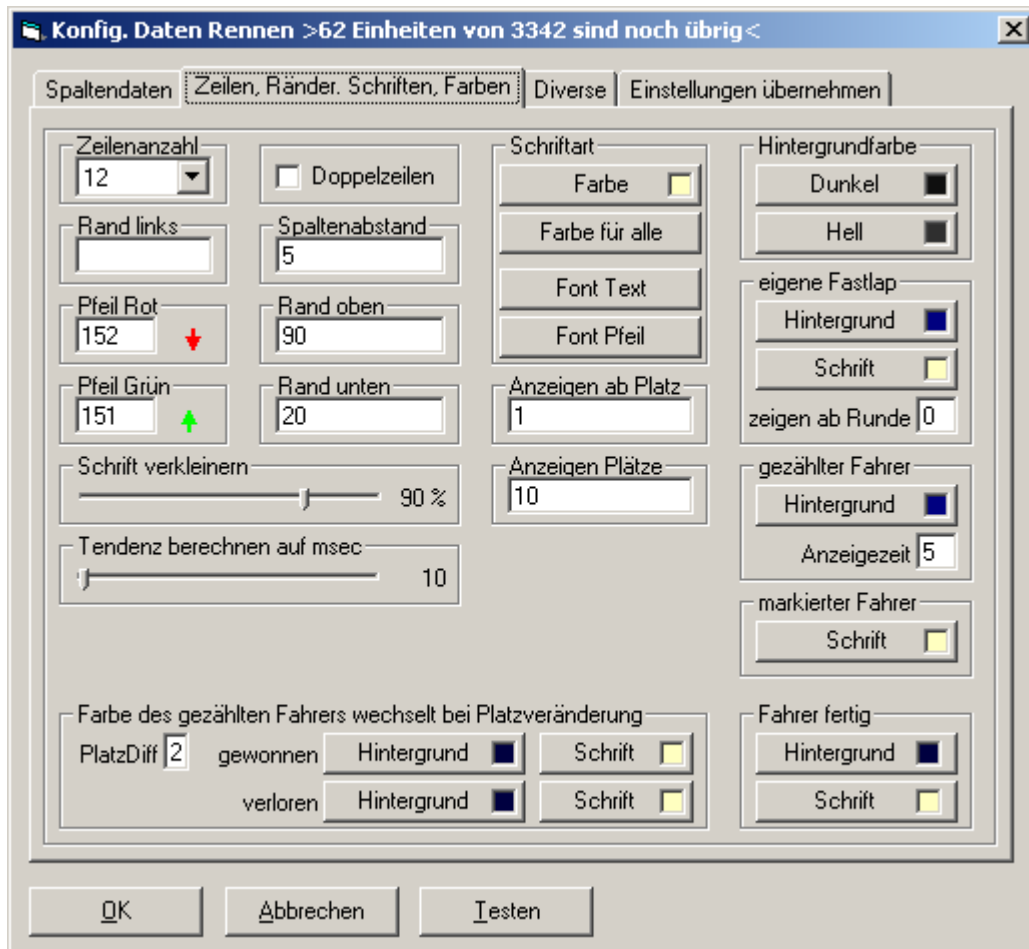 Konfig. Daten Rennen >62 Einheiten von 3342 sind noch übrig<
Spaltendaten
Zeilen, Ränder. Schriften, Farben
Diverse
Einstellungen übernehmen
Zeilenanzahl
12
Doppelzeilen
Rand links
Spaltenabstand
5
Pfeil Rot
152
Rand oben
90
Pfeil Grün
151
Rand unten
20
Schrift verkleinern
90 %
Tendenz berechnen auf msec
10
Schriftart
Farbe
Farbe für alle
Font Text
Font Pfeil
Anzeigen ab Platz
1
Anzeigen Plätze
10
Hintergrundfarbe
Dunkel
Hell
eigene Fastlap
Hintergrund
Schrift
zeigen ab Runde 0
gezählter Fahrer
Hintergrund
Anzeigezeit 5
markierter Fahrer
Schrift
Farbe des gezählten Fahrers wechselt bei Platzveränderung
PlatzDiff 2 gewonnen Hintergrund Schrift
verloren Hintergrund Schrift
Fahrer fertig
Hintergrund
Schrift
OK
Abbrechen
Testen